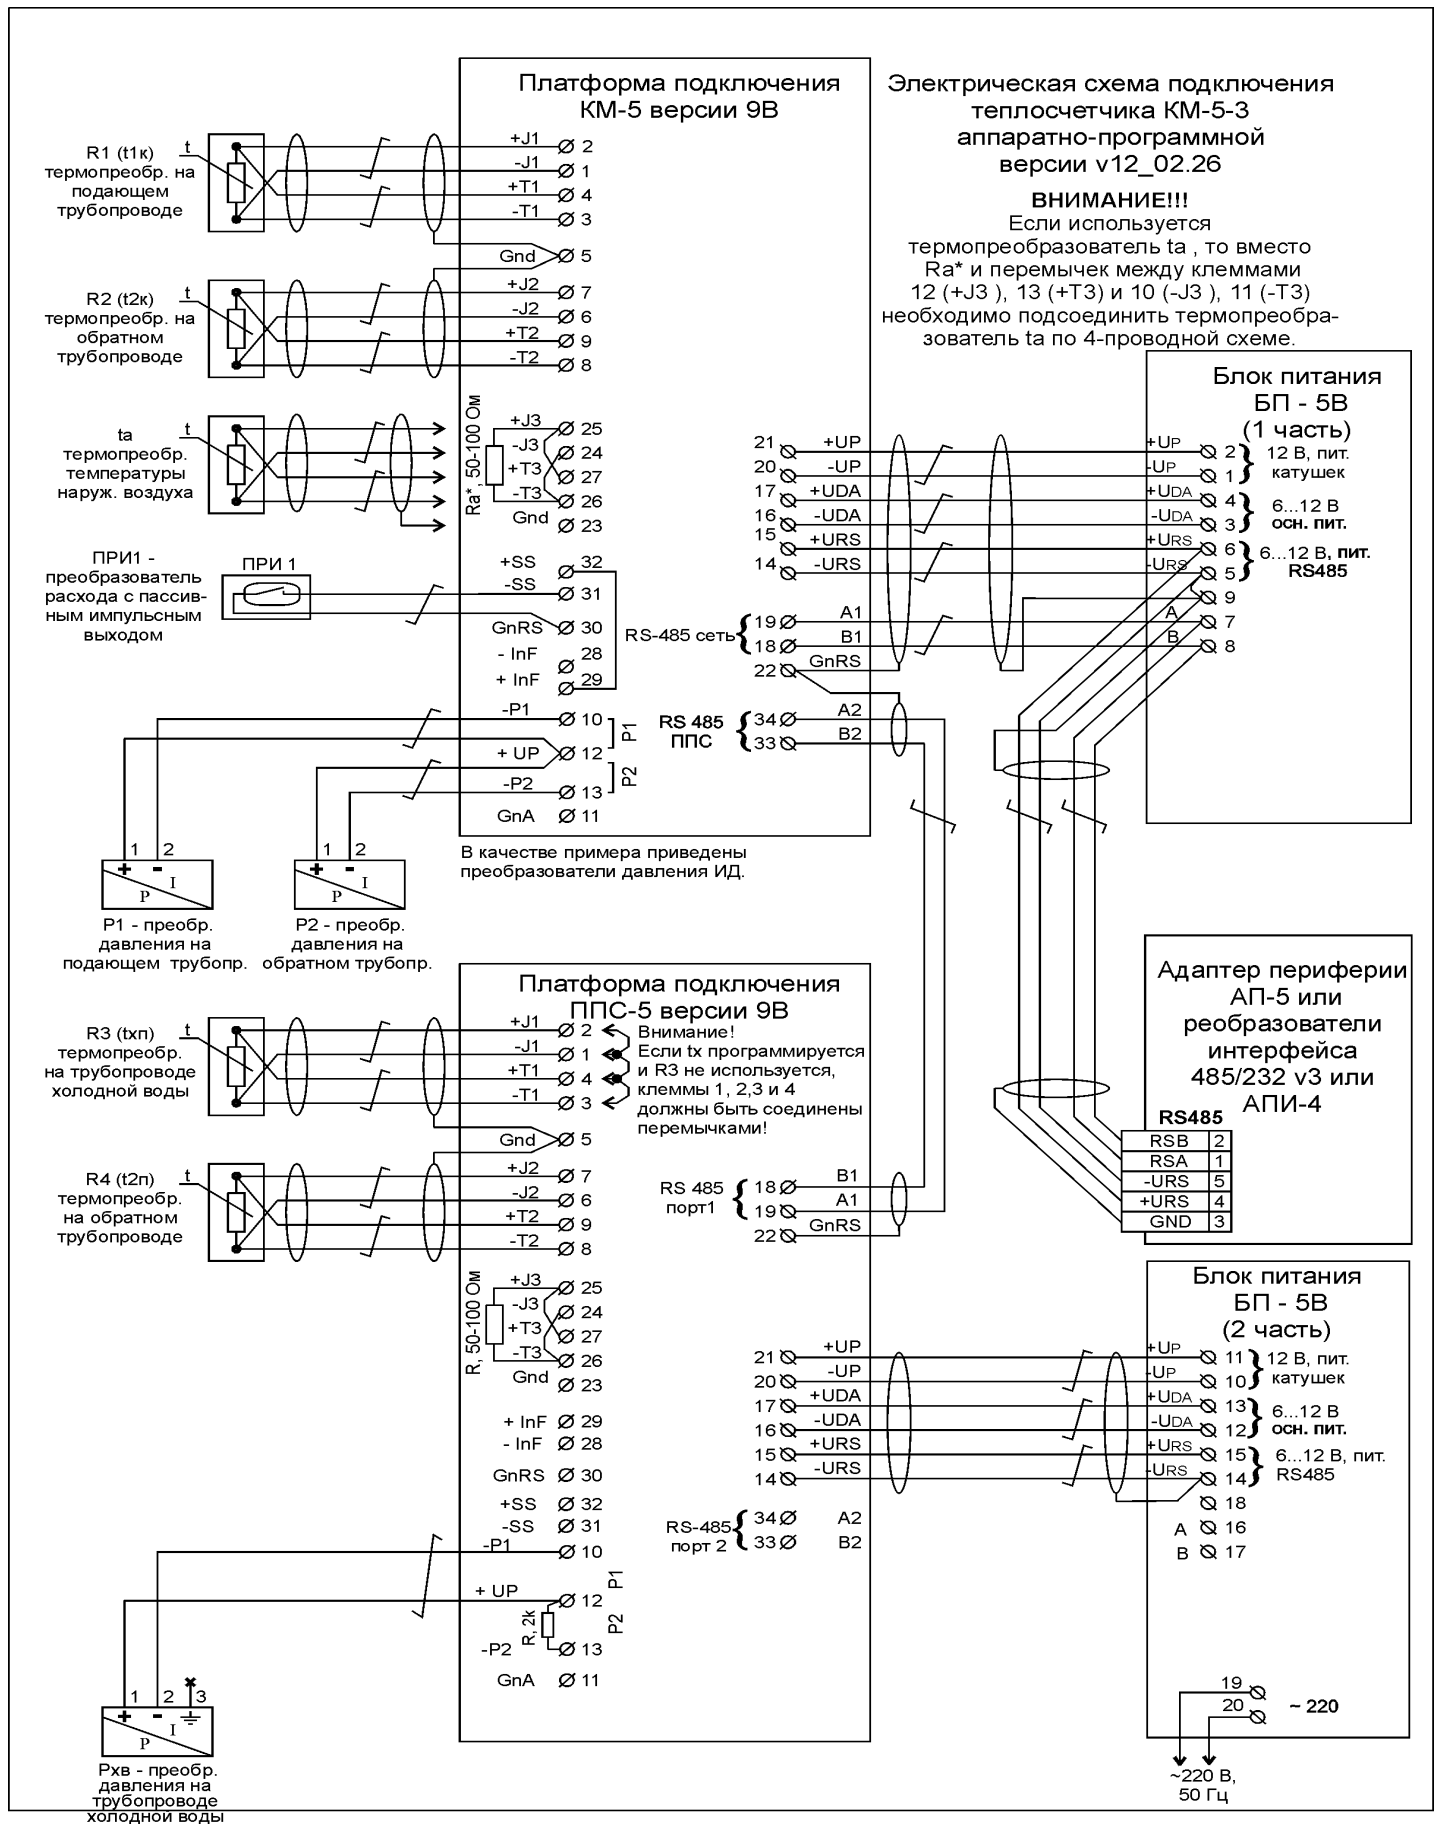 Платформа подключения
КМ-5 версии 9В
Электрическая схема подключения
теплосчетчика КМ-5-3
аппаратно-программной
версии v12_02.26
ВНИМАНИЕ!!!
Если используется
термопреобразователь ta , то вместо
Ra* и перемычек между клеммами
12 (+J3 ), 13 (+T3) и 10 (-J3 ), 11 (-T3)
необходимо подсоединить термопреобра-
зователь ta по 4-проводной схеме.
R1 (t1к)
термопреобр. на
подающем
трубопроводе
t
+J1 2
-J1 1
+T1 4
-T1 3
Gnd 5
R2 (t2к)
термопреобр. на
обратном
трубопроводе
t
+J2 7
-J2 6
+T2 9
-T2 8
ta
термопреобр.
температуры
наруж. воздуха
t
Ra*, 50-100 Ом
+J3 25
-J3 24
+T3 27
-T3 26
Gnd 23
ПРИ1 -
преобразователь
расхода с пассив-
ным импульсным
выходом
ПРИ 1
+SS 32
-SS 31
GnRS 30
- InF 28
+ InF 29
-P1 10
+ UP 12
-P2 13
GnA 11
P1
P2
21 +UP
20 -UP
17 +UDA
16 -UDA
15 +URS
14 -URS
RS-485 сеть
19 A1
18 B1
22 GnRS
RS 485
ППС
34 A2
33 B2
Блок питания
БП - 5В
(1 часть)
+UP 2
-UP 1
12 В, пит.
катушек
+UDA 4
-UDA 3
6...12 В
осн. пит.
+URS 6
-URS 5
6...12 В, пит.
RS485
9
A 7
B 8
1 2
+ -
I
P
P1 - преобр.
давления на
подающем трубопр.
1 2
+ -
I
P
P2 - преобр.
давления на
обратном трубопр.
В качестве примера приведены
преобразователи давления ИД.
Адаптер периферии
АП-5 или
реобразователи
интерфейса
485/232 v3 или
АПИ-4
RS485
RSB 2
RSA 1
-URS 5
+URS 4
GND 3
Платформа подключения
ППС-5 версии 9В
R3 (txп)
термопреобр.
на трубопроводе
холодной воды
t
+J1 2
-J1 1
+T1 4
-T1 3
Gnd 5
Внимание!
Если tx программируется
и R3 не используется,
клеммы 1, 2,3 и 4
должны быть соединены
перемычками!
R4 (t2п)
термопреобр.
на обратном
трубопроводе
t
+J2 7
-J2 6
+T2 9
-T2 8
R, 50-100 Ом
+J3 25
-J3 24
+T3 27
-T3 26
Gnd 23
+ InF 29
- InF 28
GnRS 30
+SS 32
-SS 31
-P1 10
+ UP 12
R, 2k
-P2 13
GnA 11
P1
P2
RS 485
порт1
18 B1
19 A1
22 GnRS
21 +UP
20 -UP
17 +UDA
16 -UDA
15 +URS
14 -URS
RS-485
порт 2
34 A2
33 B2
Блок питания
БП - 5В
(2 часть)
+UP 11
-UP 10
12 В, пит.
катушек
+UDA 13
-UDA 12
6...12 В
осн. пит.
+URS 15
-URS 14
6...12 В, пит.
RS485
18
A 16
B 17
19
20
~ 220
~220 В,
50 Гц
1 2 3
+ -
I
P
Рхв - преобр.
давления на
трубопроводе
холодной воды